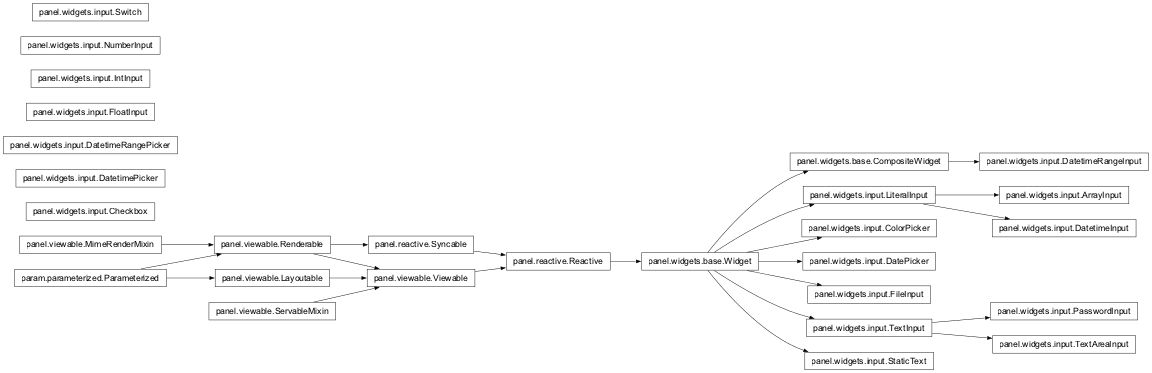 panel.widgets.input.Switch
panel.widgets.input.NumberInput
panel.widgets.input.IntInput
panel.widgets.input.FloatInput
panel.widgets.input.DatetimeRangePicker
panel.widgets.input.DatetimePicker
panel.widgets.input.Checkbox
panel.viewable.MimeRenderMixin
param.parameterized.Parameterized
panel.viewable.Renderable
panel.viewable.Layoutable
panel.viewable.ServableMixin
panel.reactive.Syncable
panel.viewable.Viewable
panel.reactive.Reactive
panel.widgets.base.Widget
panel.widgets.base.CompositeWidget
panel.widgets.input.LiteralInput
panel.widgets.input.ColorPicker
panel.widgets.input.DatePicker
panel.widgets.input.FileInput
panel.widgets.input.TextInput
panel.widgets.input.StaticText
panel.widgets.input.DatetimeRangeInput
panel.widgets.input.ArrayInput
panel.widgets.input.DatetimeInput
panel.widgets.input.PasswordInput
panel.widgets.input.TextAreaInput